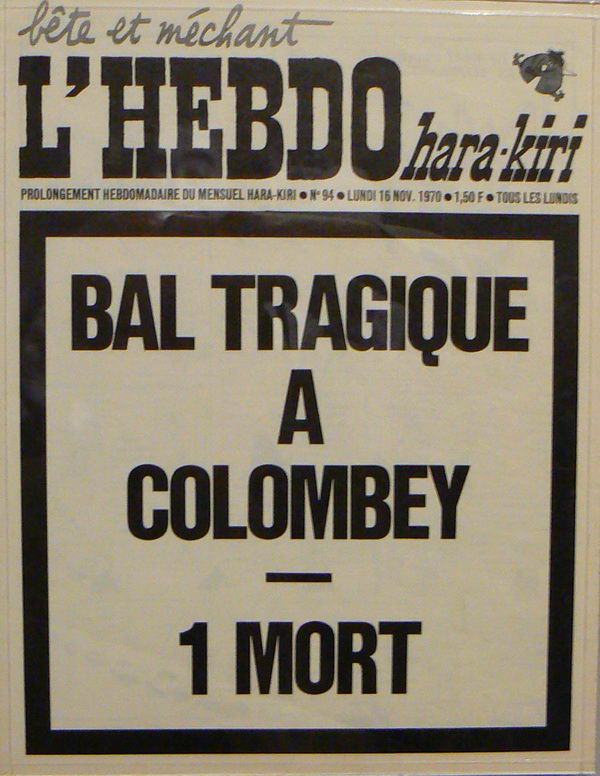 bête et méchant
L'HEBDO hara-kiri
PROLONGEMENT HEBDOMADAIRE DU MENSUEL HARA-KIRI ● N° 94 ● LUNDI 16 NOV. 1970 ● 1,50 F ● TOUS LES LUNDIS
BAL TRAGIQUE
A
COLOMBEY
—
1 MORT